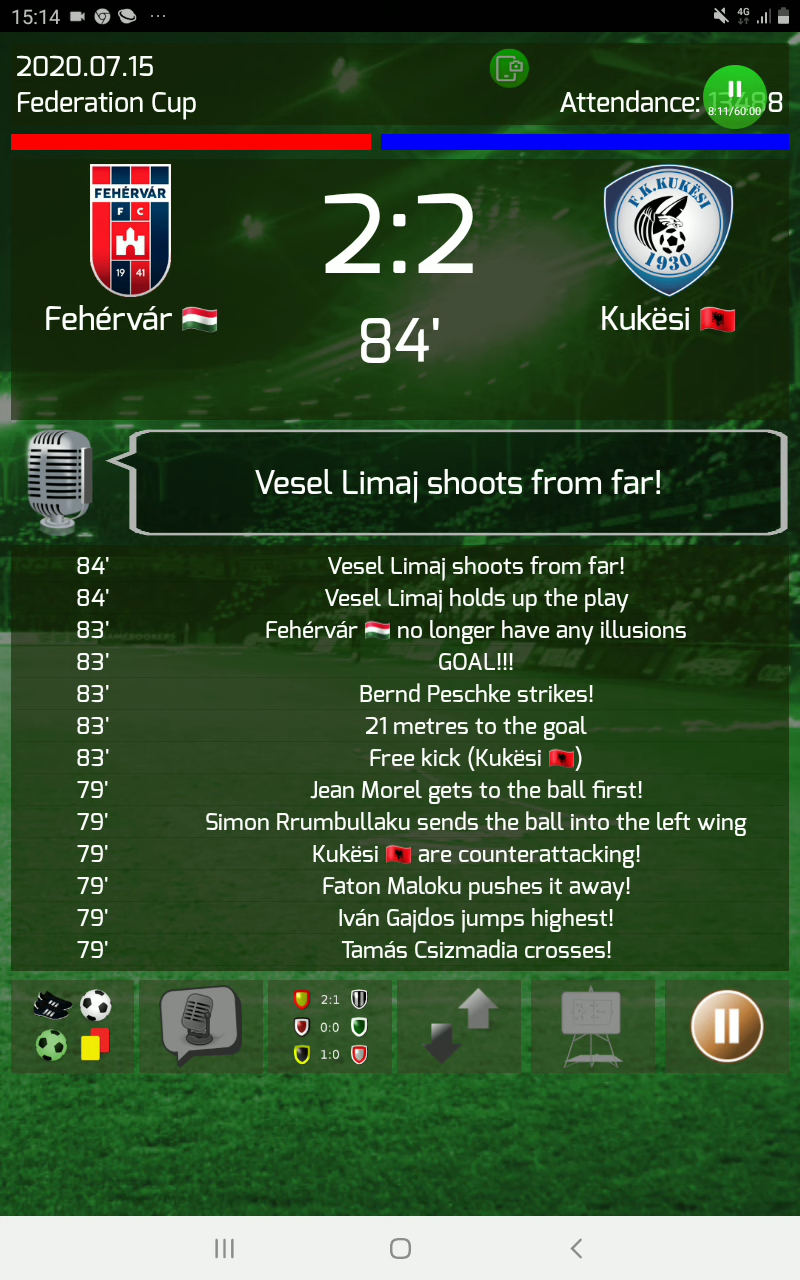 15:14 ... 4G
2020.07.15
Federation Cup
Attendance: 8
8:11/60:00
FEHÉRVÁR
F C
19 41
F.K.KUKËSI
1930
2:2
Fehérvár Kukësi
84'
Vesel Limaj shoots from far!
84' Vesel Limaj shoots from far!
84' Vesel Limaj holds up the play
83' Fehérvár no longer have any illusions
83' GOAL!!!
83' Bernd Peschke strikes!
83' 21 metres to the goal
83' Free kick (Kukësi )
79' Jean Morel gets to the ball first!
79' Simon Rrumbullaku sends the ball into the left wing
79' Kukësi are counterattacking!
79' Faton Maloku pushes it away!
79' Iván Gajdos jumps highest!
79' Tamás Csizmadia crosses!
2:1
0:0
1:0